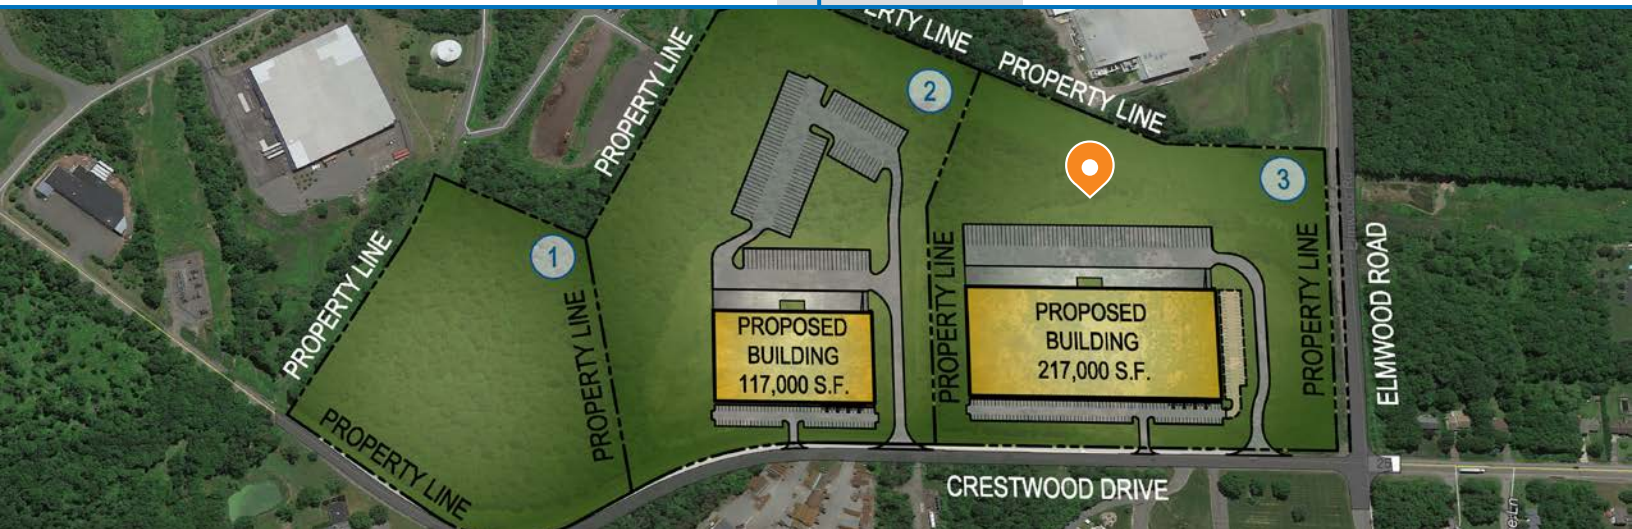 ERTY LINE
PROPERTY LINE
PROPERTY LINE
2
3
1
PROPERTY LINE
PROPERTY LINE
PROPERTY LINE
PROPERTY LINE
PROPERTY LINE
PROPERTY LINE
PROPOSED
BUILDING
117,000 S.F.
PROPOSED
BUILDING
217,000 S.F.
ELMWOOD ROAD
CRESTWOOD DRIVE